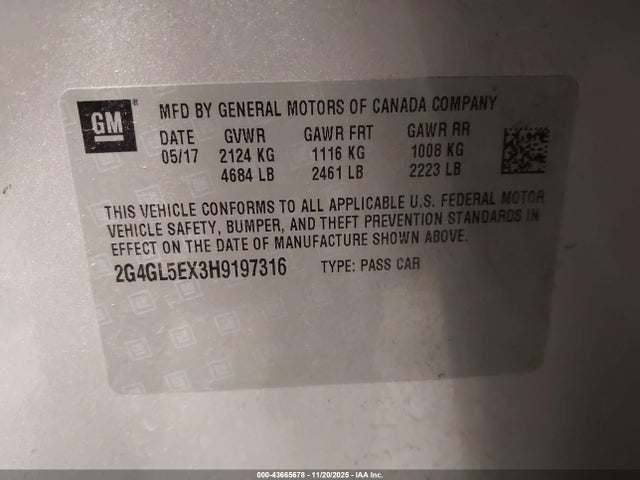 GM
®
MFD BY GENERAL MOTORS OF CANADA COMPANY
DATE GVWR GAWR FRT GAWR RR
05/17 2124 KG 1116 KG 1008 KG
4684 LB 2461 LB 2223 LB
THIS VEHICLE CONFORMS TO ALL APPLICABLE U.S. FEDERAL MOTOR
VEHICLE SAFETY, BUMPER, AND THEFT PREVENTION STANDARDS IN
EFFECT ON THE DATE OF MANUFACTURE SHOWN ABOVE.
2G4GL5EX3H9197316 TYPE: PASS CAR
000-43665678 - 11/20/2025 - IAA Inc.